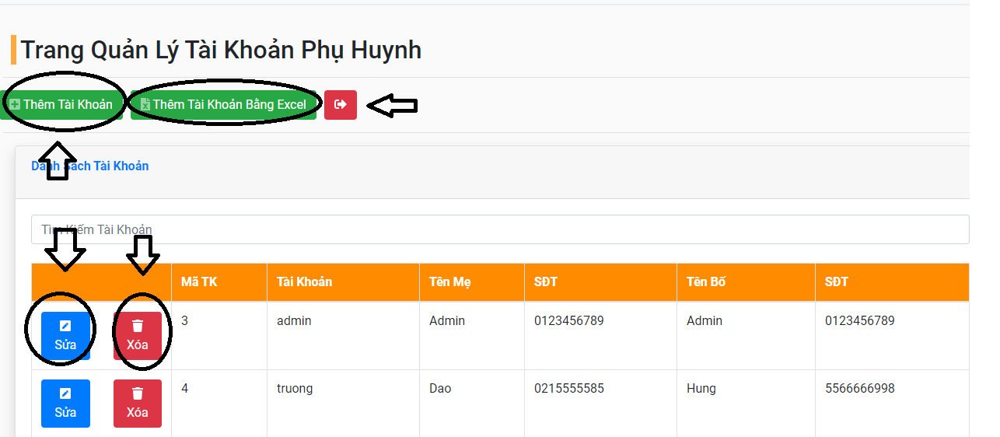 Trang Quản Lý Tài Khoản Phụ Huynh
Thêm Tài Khoản Thêm Tài Khoản Bằng Excel
Danh Sách Tài Khoản
Tìm Kiếm Tài Khoản
Mã TK Tài Khoản Tên Mẹ SĐT Tên Bố SĐT
Sửa Xóa 3 admin Admin 0123456789 Admin 0123456789
Sửa Xóa 4 truong Dao 0215555585 Hung 5566666998